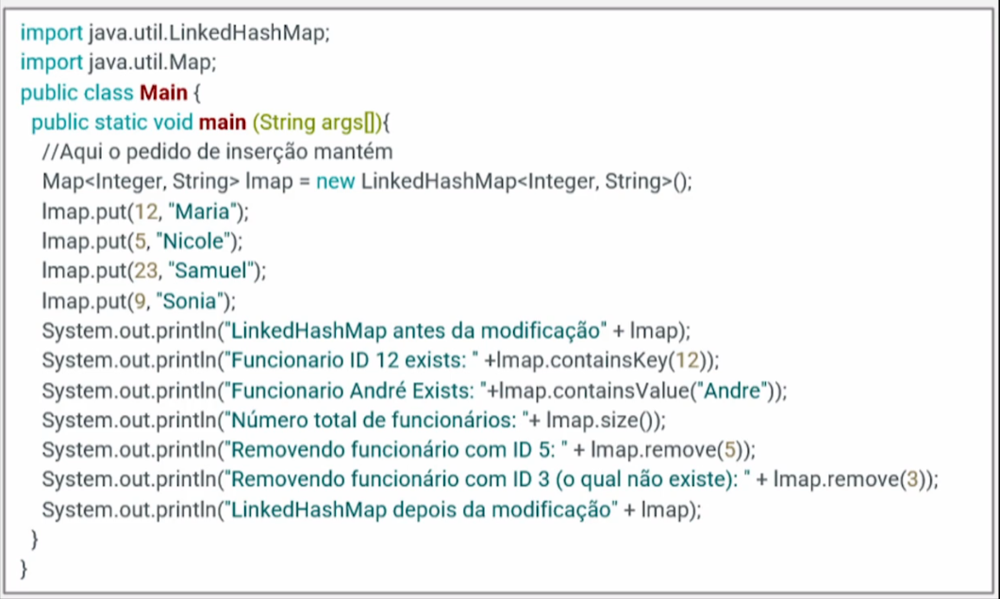 import java.util.LinkedHashMap;
import java.util.Map;
public class Main {
public static void main (String args[]){
//Aqui o pedido de inserção mantém
Map<Integer, String> lmap = new LinkedHashMap<Integer, String>();
lmap.put(12, "Maria");
lmap.put(5, "Nicole");
lmap.put(23, "Samuel");
lmap.put(9, "Sonia");
System.out.println("LinkedHashMap antes da modificação" + lmap);
System.out.println("Funcionario ID 12 exists: " +lmap.containsKey(12));
System.out.println("Funcionario André Exists: "+lmap.containsValue("Andre"));
System.out.println("Número total de funcionários: "+ lmap.size());
System.out.println("Removendo funcionário com ID 5: " + lmap.remove(5));
System.out.println("Removendo funcionário com ID 3 (o qual não existe): " + lmap.remove(3));
System.out.println("LinkedHashMap depois da modificação" + lmap);
}
}